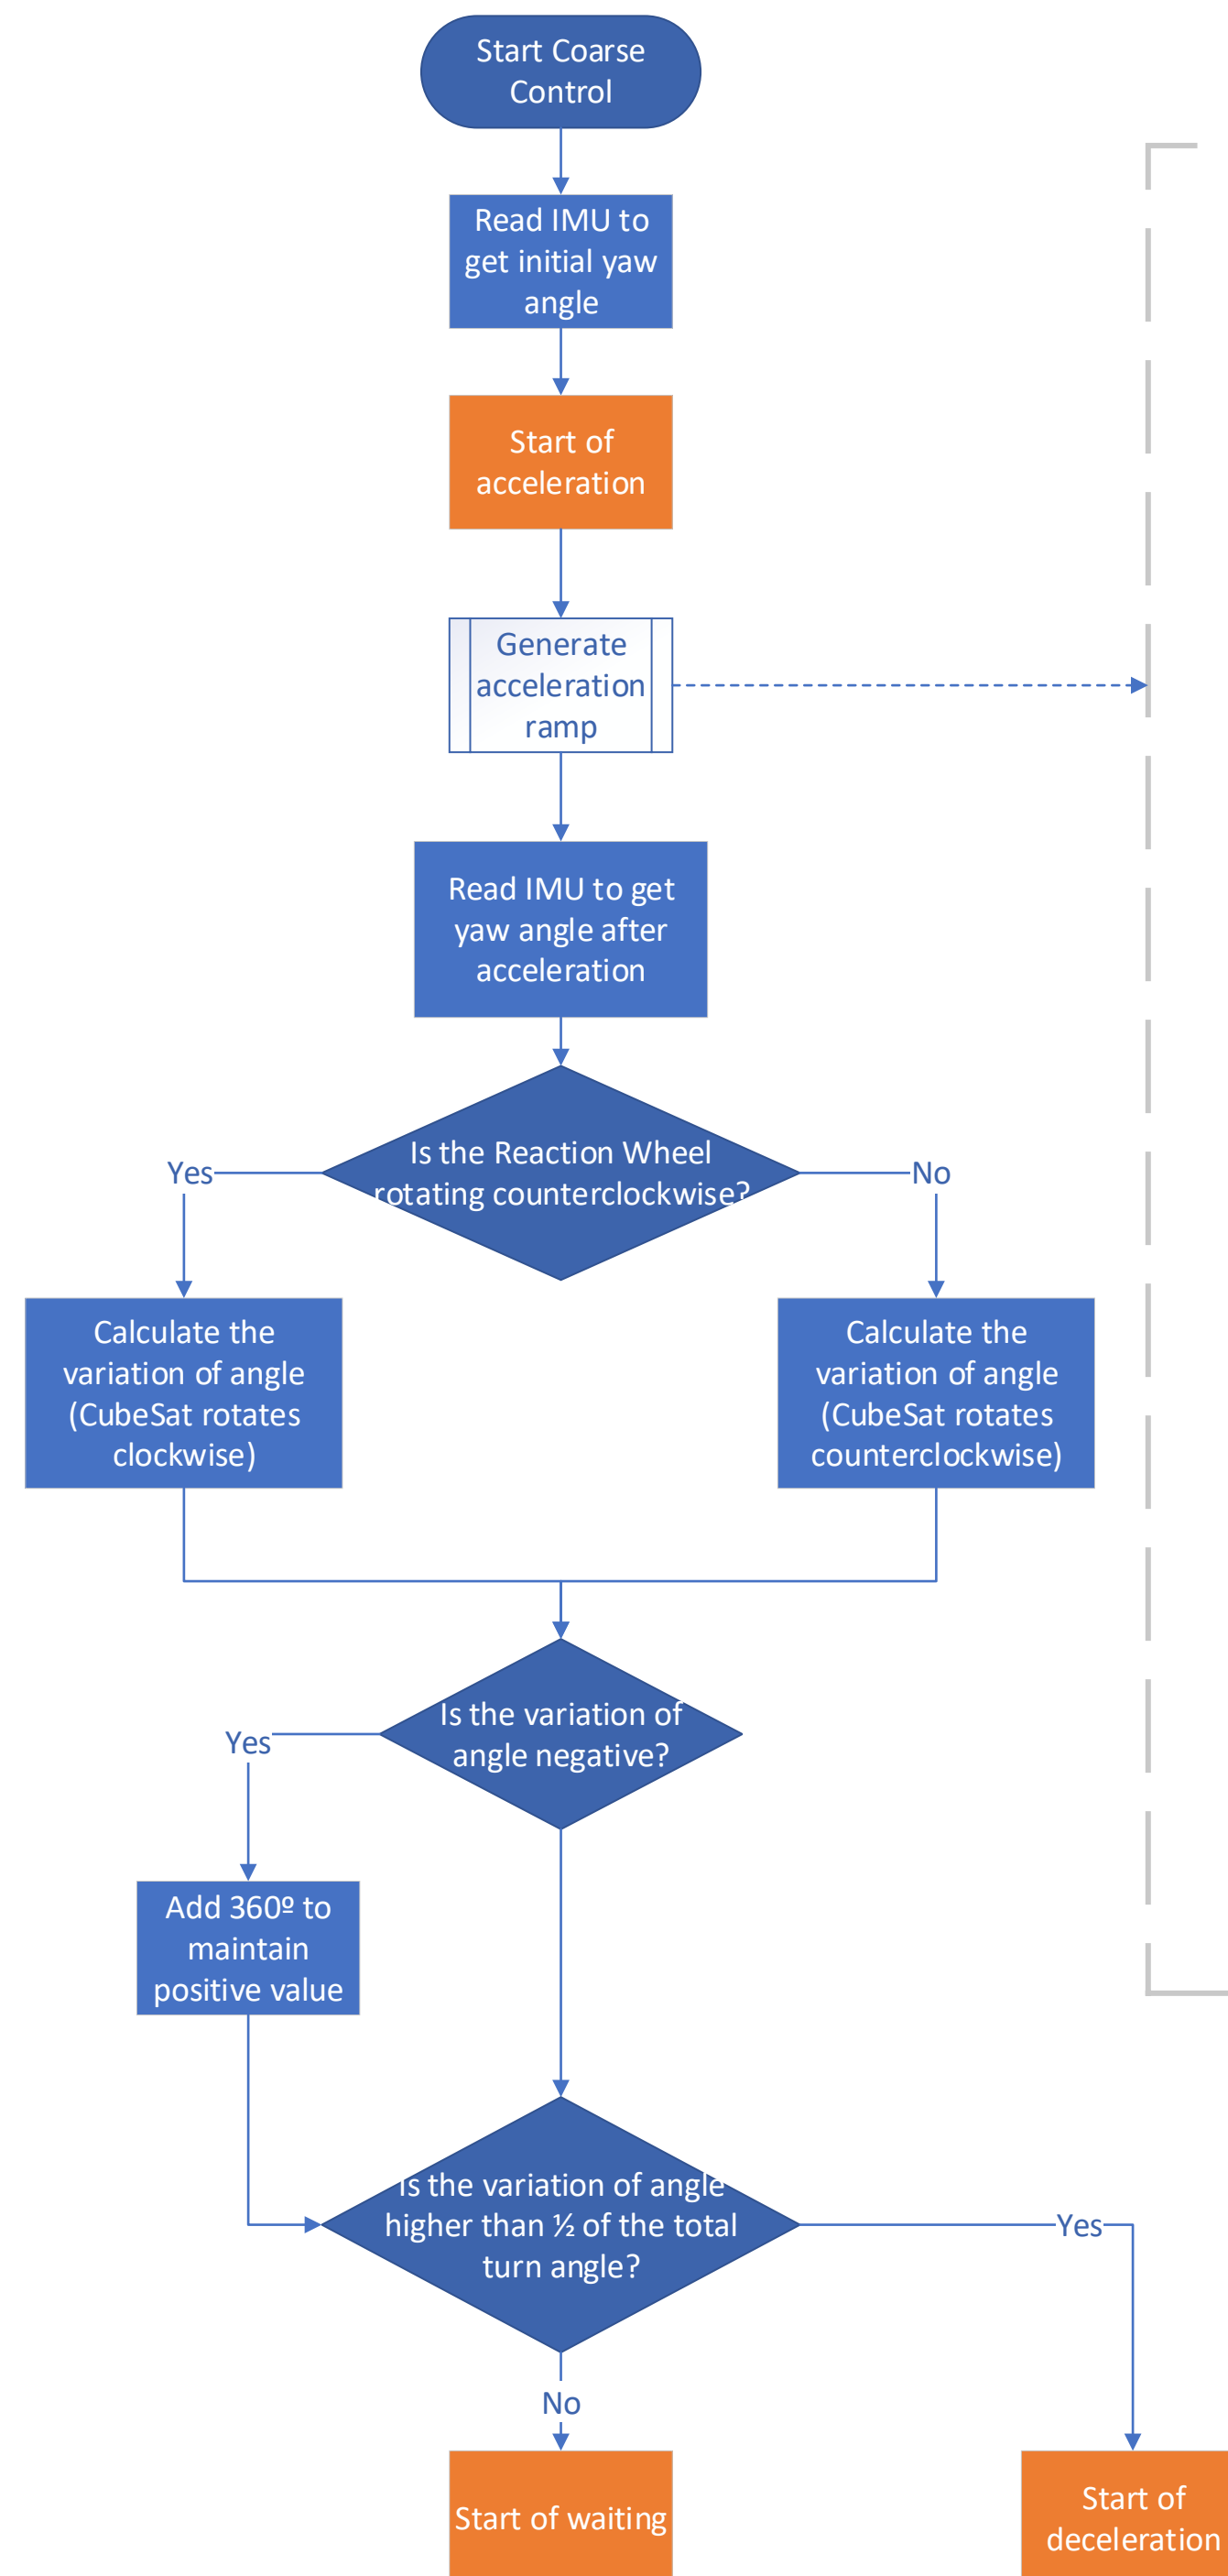 Start Coarse
Control
Read IMU to
get initial yaw
angle
Start of
acceleration
Generate
acceleration
ramp
Read IMU to get
yaw angle after
acceleration
Is the Reaction Wheel
rotating counterclockwise?
Yes
No
Calculate the
variation of angle
(CubeSat rotates
clockwise)
Calculate the
variation of angle
(CubeSat rotates
counterclockwise)
Is the variation of
angle negative?
Yes
Add 360º to
maintain
positive value
Is the variation of angle
higher than ½ of the total
turn angle?
Yes
No
Start of waiting
Start of
deceleration